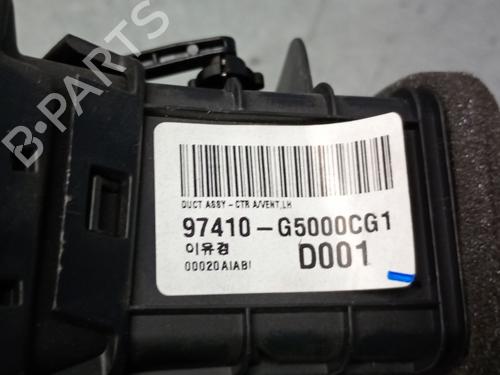 B-PARTS
DUCT ASSY - CTR A/VENT,LH
97410-G5000CG1
이유경
D001
00020AIABI